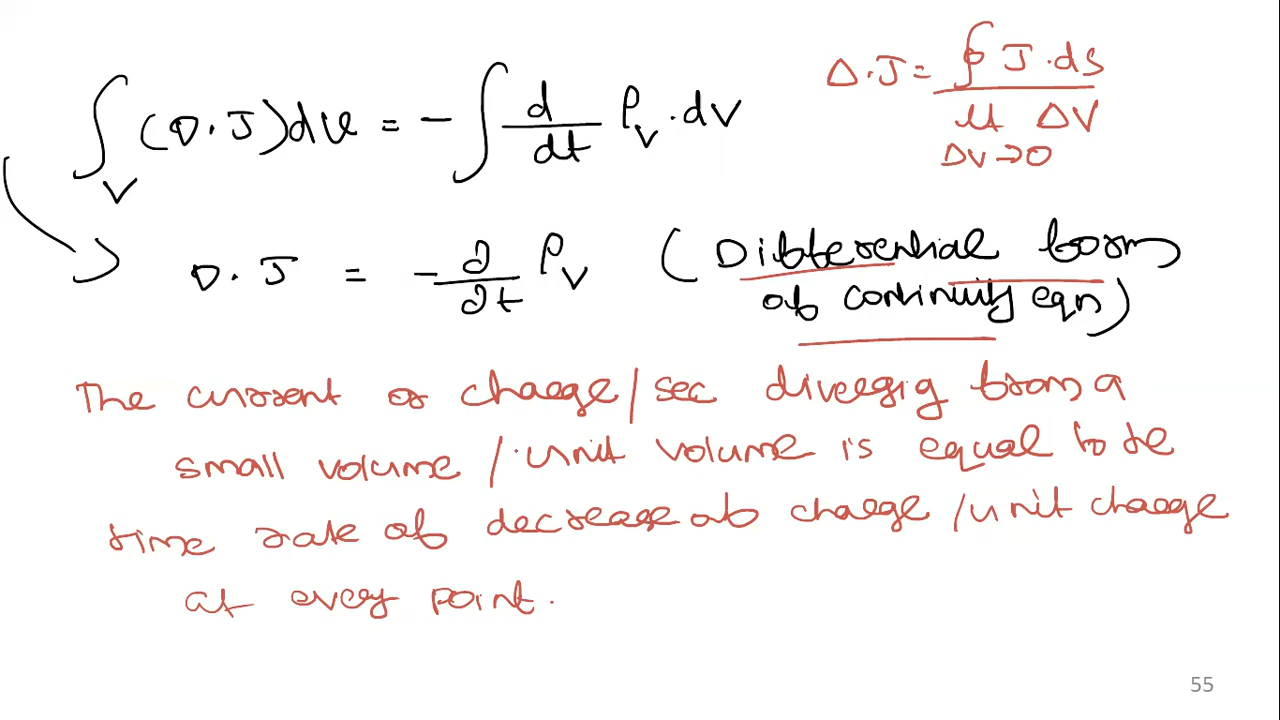 ∫_V (∇·J)dv = -∫ d/dt ρ_V·dV
Δ·J = ∮ J·ds / lt ΔV
ΔV→0
∇·J = -∂/∂t ρ_V (Differential form
of continuity eqn)
The current or charge/sec divergig from a
small volume/unit volume is equal to the
time rate of decrease of charge/unit charge
at every point.
55